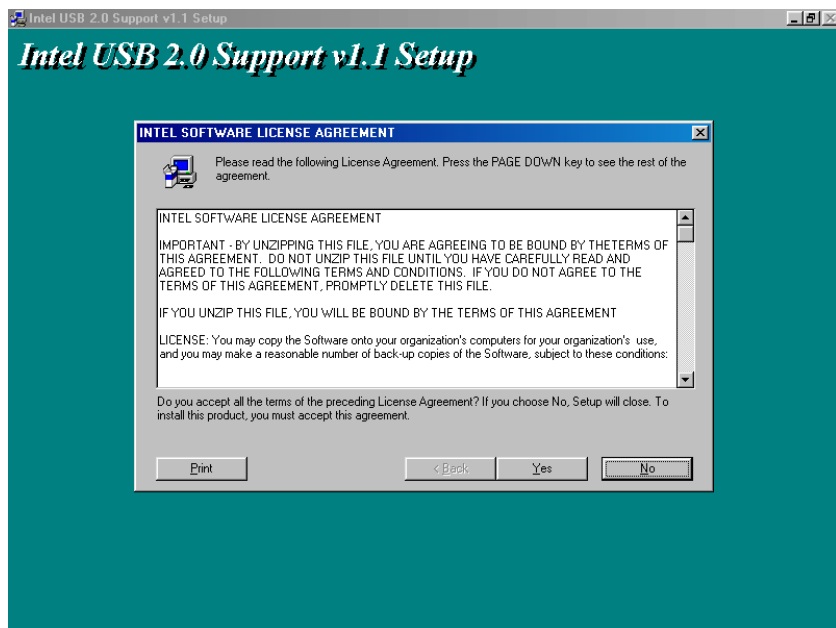 Intel USB 2.0 Support v1.1 Setup
Intel USB 2.0 Support v1.1 Setup
INTEL SOFTWARE LICENSE AGREEMENT
Please read the following License Agreement. Press the PAGE DOWN key to see the rest of the
agreement.
INTEL SOFTWARE LICENSE AGREEMENT
IMPORTANT - BY UNZIPPING THIS FILE, YOU ARE AGREEING TO BE BOUND BY THETERMS OF
THIS AGREEMENT. DO NOT UNZIP THIS FILE UNTIL YOU HAVE CAREFULLY READ AND
AGREED TO THE FOLLOWING TERMS AND CONDITIONS. IF YOU DO NOT AGREE TO THE
TERMS OF THIS AGREEMENT, PROMPTLY DELETE THIS FILE.
IF YOU UNZIP THIS FILE, YOU WILL BE BOUND BY THE TERMS OF THIS AGREEMENT
LICENSE: You may copy the Software onto your organization's computers for your organization's use,
and you may make a reasonable number of back-up copies of the Software, subject to these conditions:
Do you accept all the terms of the preceding License Agreement? If you choose No, Setup will close. To
install this product, you must accept this agreement.
Print
< Back
Yes
No